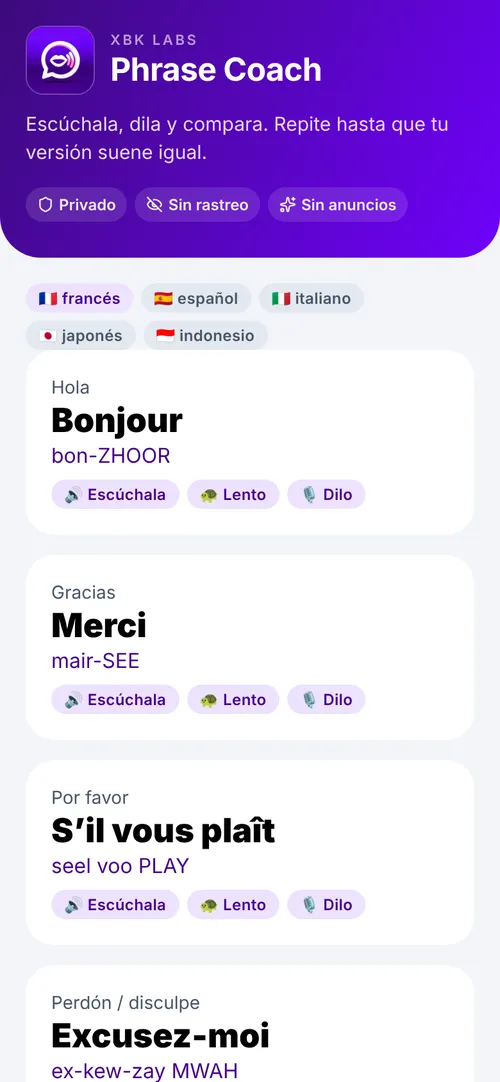 XBK LABS
Phrase Coach
Escúchala, dila y compara. Repite hasta que tu
versión suene igual.
Privado Sin rastreo Sin anuncios
francés español italiano
japonés indonesio
Hola
Bonjour
bon-ZHOOR
Escúchala Lento Dilo
Gracias
Merci
mair-SEE
Escúchala Lento Dilo
Por favor
S’il vous plaît
seel voo PLAY
Escúchala Lento Dilo
Perdón / disculpe
Excusez-moi
ex-kew-zay MWAH